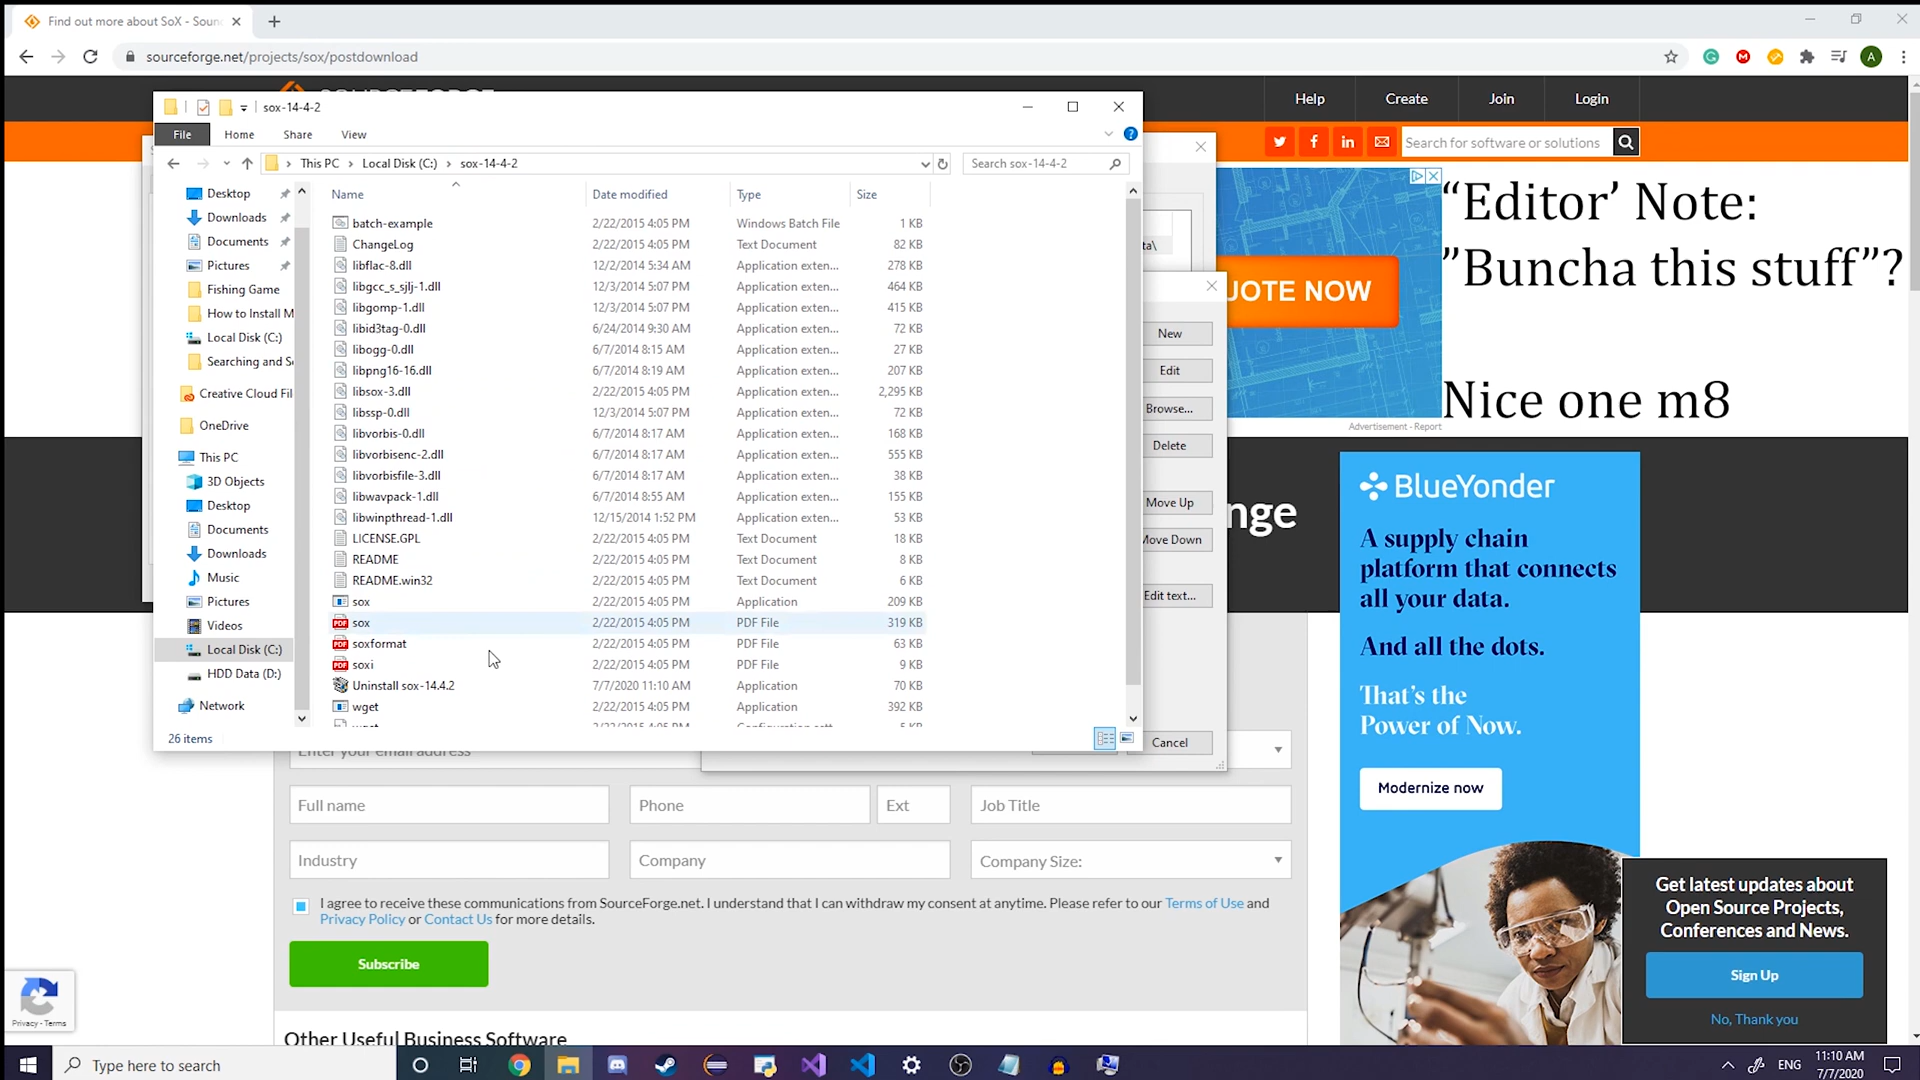 Find out more about SoX - Sourc
sourceforge.net/projects/sox/postdownload
A
Help
Create
Join
Login
Search for software or solutions
sox-14-4-2
File
Home
Share
View
This PC
Local Disk (C:)
sox-14-4-2
Search sox-14-4-2
Name
Date modified
Type
Size
Desktop
Downloads
Documents
Pictures
Fishing Game
How to Install M
Local Disk (C:)
Searching and So
Creative Cloud Fil
OneDrive
This PC
3D Objects
Desktop
Documents
Downloads
Music
Pictures
Videos
Local Disk (C:)
HDD Data (D:)
Network
batch-example 2/22/2015 4:05 PM Windows Batch File 1 KB
ChangeLog 2/22/2015 4:05 PM Text Document 82 KB
libflac-8.dll 12/2/2014 5:34 AM Application exten... 278 KB
libgcc_s_sjlj-1.dll 12/3/2014 5:07 PM Application exten... 464 KB
libgomp-1.dll 12/3/2014 5:07 PM Application exten... 415 KB
libid3tag-0.dll 6/24/2014 9:30 AM Application exten... 72 KB
libogg-0.dll 6/7/2014 8:15 AM Application exten... 27 KB
libpng16-16.dll 6/7/2014 8:19 AM Application exten... 207 KB
libsox-3.dll 2/22/2015 4:05 PM Application exten... 2,295 KB
libssp-0.dll 12/3/2014 5:07 PM Application exten... 72 KB
libvorbis-0.dll 6/7/2014 8:17 AM Application exten... 168 KB
libvorbisenc-2.dll 6/7/2014 8:17 AM Application exten... 555 KB
libvorbisfile-3.dll 6/7/2014 8:17 AM Application exten... 38 KB
libwavpack-1.dll 6/7/2014 8:55 AM Application exten... 155 KB
libwinpthread-1.dll 12/15/2014 1:52 PM Application exten... 53 KB
LICENSE.GPL 2/22/2015 4:05 PM Text Document 18 KB
README 2/22/2015 4:05 PM Text Document 8 KB
README.win32 2/22/2015 4:05 PM Text Document 6 KB
sox 2/22/2015 4:05 PM Application 209 KB
sox 2/22/2015 4:05 PM PDF File 319 KB
soxformat 2/22/2015 4:05 PM PDF File 63 KB
soxi 2/22/2015 4:05 PM PDF File 9 KB
Uninstall sox-14.4.2 7/7/2020 11:10 AM Application 70 KB
wget 2/22/2015 4:05 PM Application 392 KB
26 items
ta\
New
Edit
Browse...
Delete
Move Up
Move Down
Edit text...
Cancel
UOTE NOW
Advertisement - Report
“Editor’ Note:
”Buncha this stuff”?
Nice one m8
nge
BlueYonder
A supply chain
platform that connects
all your data.
And all the dots.
That’s the
Power of Now.
Modernize now
Enter your email address
Full name
Phone
Ext
Job Title
Industry
Company
Company Size:
I agree to receive these communications from SourceForge.net. I understand that I can withdraw my consent at anytime. Please refer to our Terms of Use and
Privacy Policy or Contact Us for more details.
Subscribe
Other Useful Business Software
Privacy - Terms
Get latest updates about
Open Source Projects,
Conferences and News.
Sign Up
No, Thank you
Type here to search
ENG
11:10 AM
7/7/2020